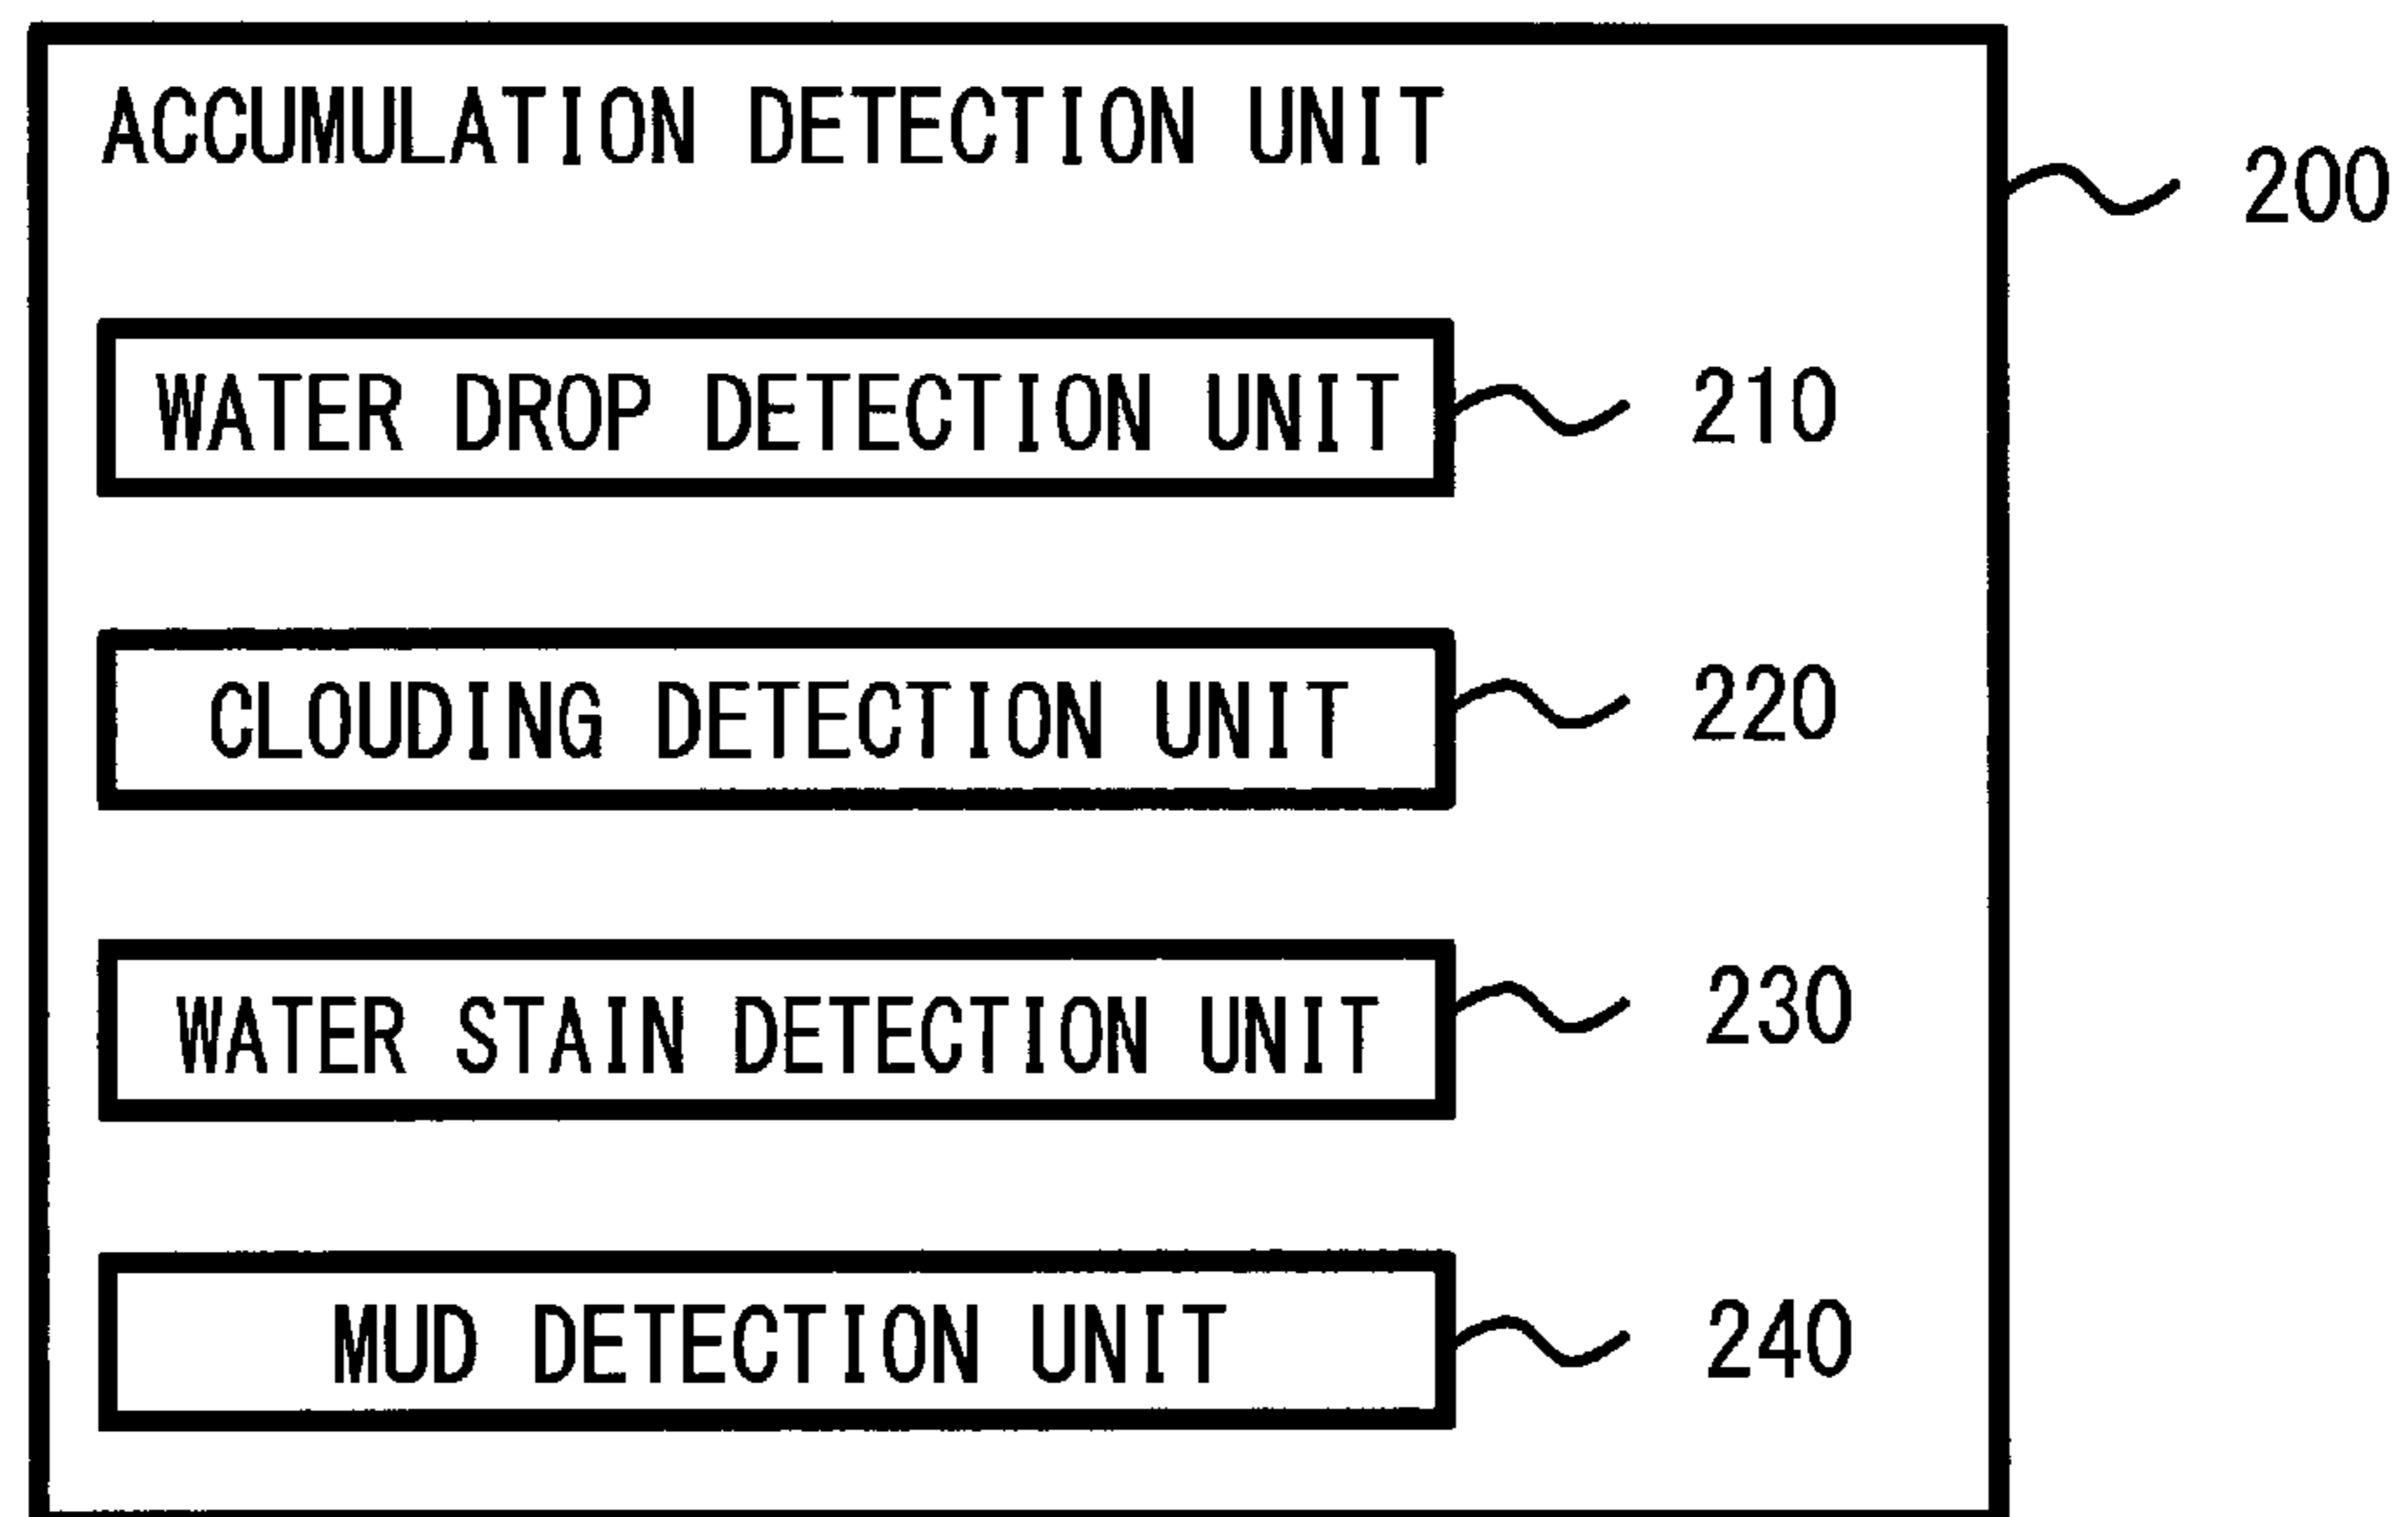 ACCUMULATION DETECTION UNIT
200
WATER DROP DETECTION UNIT
210
CLOUDING DETECTION UNIT
220
WATER STAIN DETECTION UNIT
230
MUD DETECTION UNIT
240